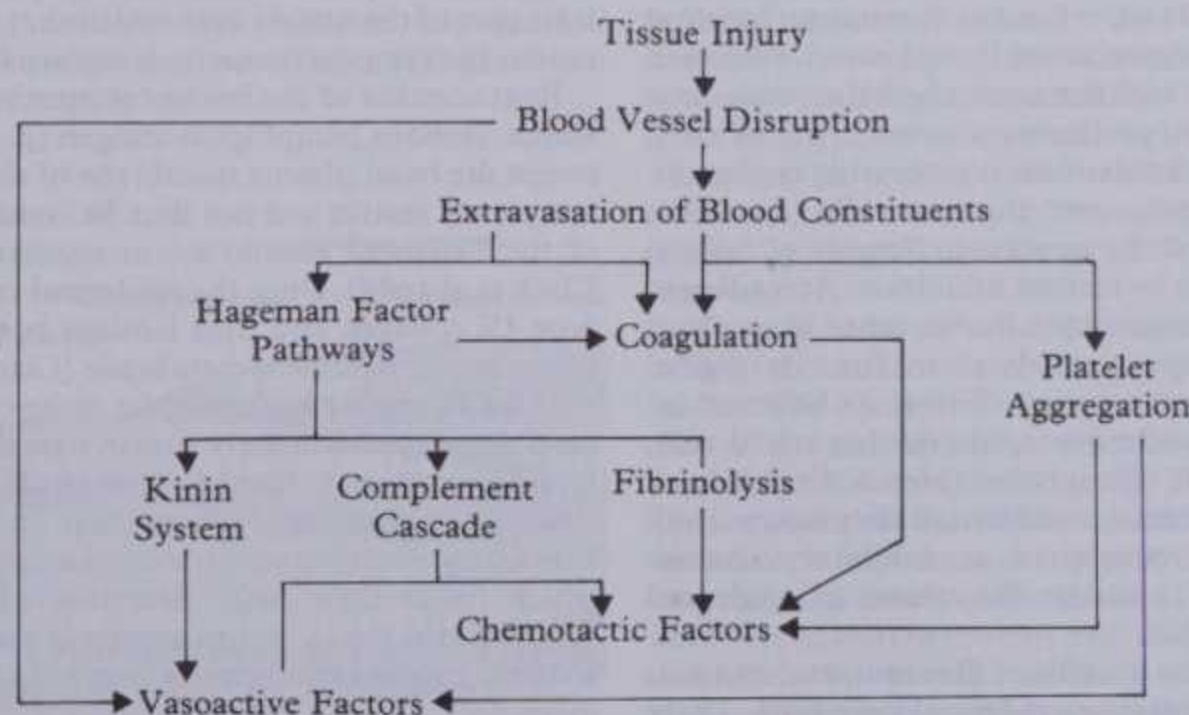 Tissue Injury
Blood Vessel Disruption
Extravasation of Blood Constituents
Hageman Factor
Pathways
Coagulation
Platelet
Aggregation
Kinin
System
Complement
Cascade
Fibrinolysis
Chemotactic Factors
Vasoactive Factors